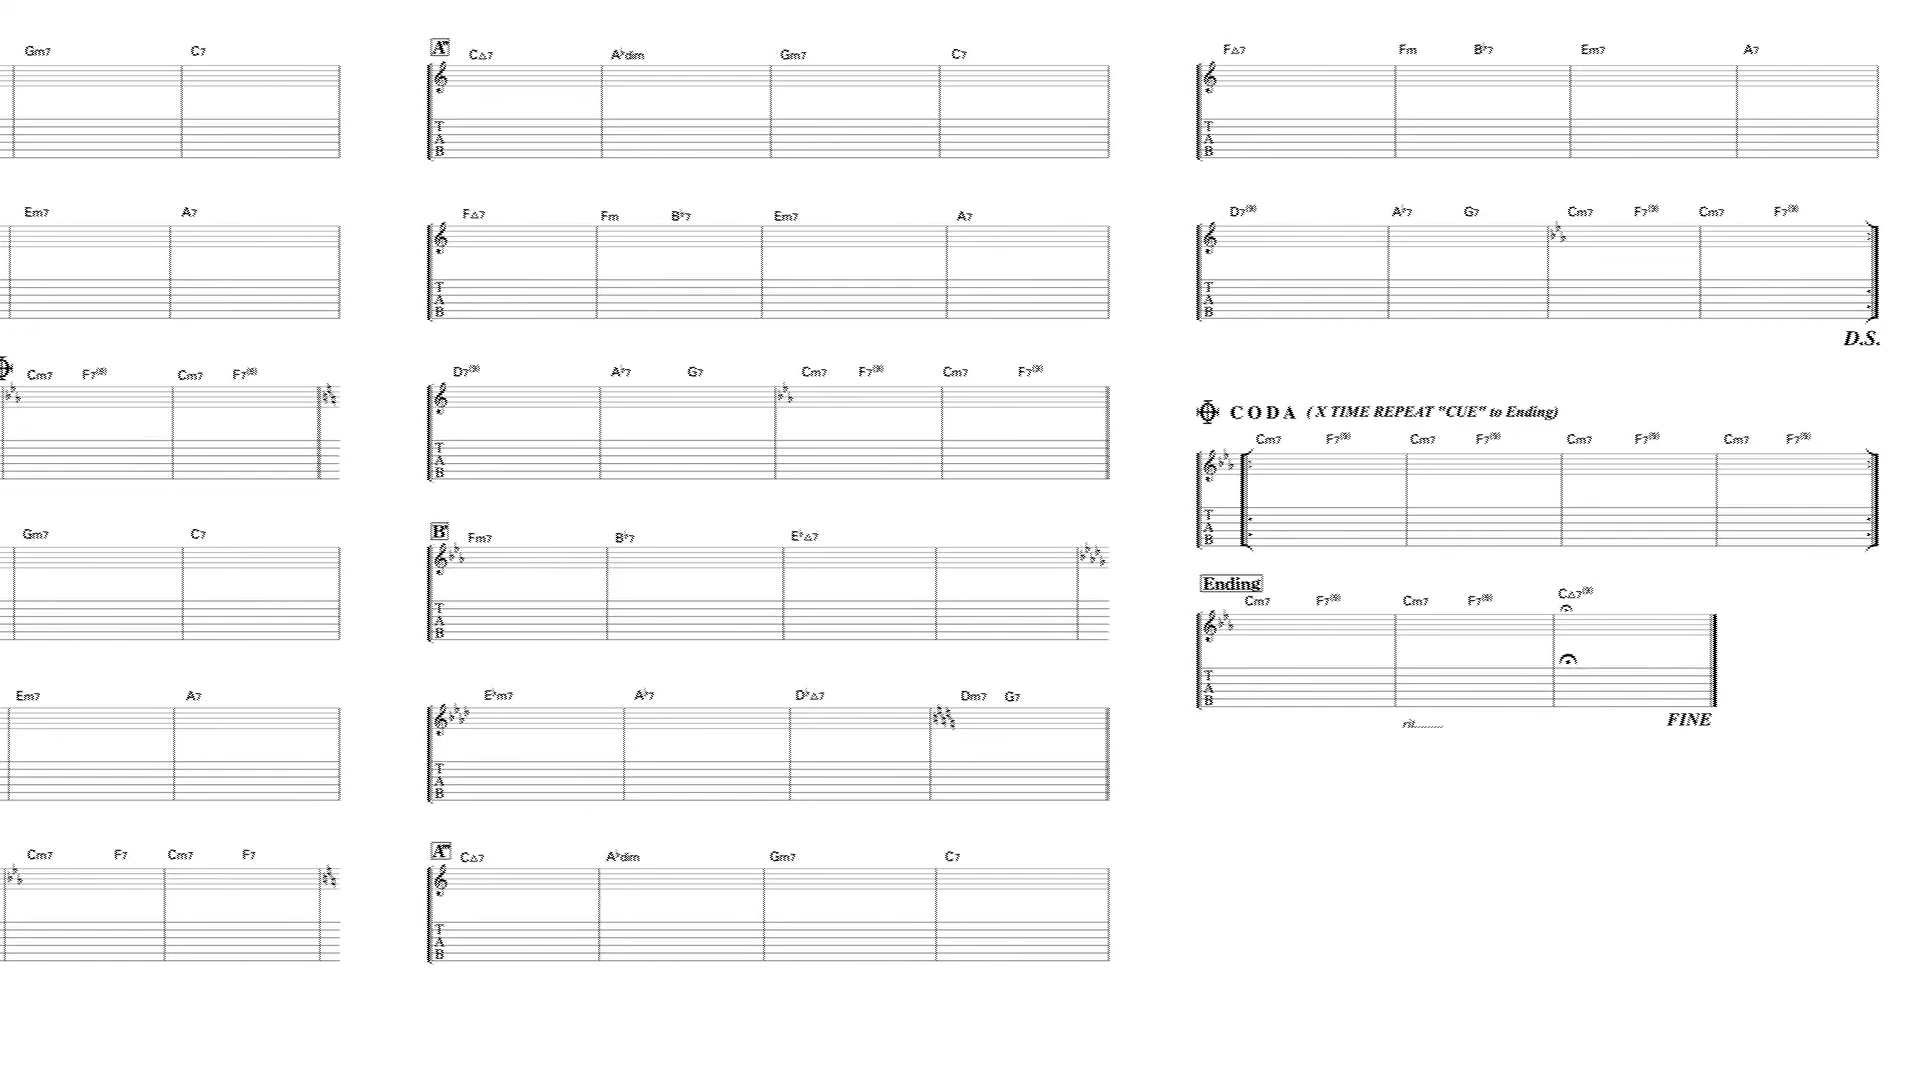 Gm7 C7
Em7 A7
Cm7 F7(9) Cm7 F7(9)
Gm7 C7
Em7 A7
Cm7 F7 Cm7 F7
A"
C△7 A♭dim Gm7 C7
T
A
B
F△7 Fm B♭7 Em7 A7
T
A
B
D7(9) A♭7 G7 Cm7 F7(9) Cm7 F7(9)
T
A
B
B'
Fm7 B♭7 E♭△7
T
A
B
E♭m7 A♭7 D♭△7 Dm7 G7
T
A
B
C△7 A♭dim Gm7 C7
T
A
B
F△7 Fm B♭7 Em7 A7
T
A
B
D7(9) A♭7 G7 Cm7 F7(9) Cm7 F7(9)
T
A
B
D.S.
CODA (X TIME REPEAT "CUE" to Ending)
Cm7 F7(9) Cm7 F7(9) Cm7 F7(9) Cm7 F7(9)
T
A
B
Ending
Cm7 F7(9) Cm7 F7(9) C△7(9)
T
A
B
rit........
FINE